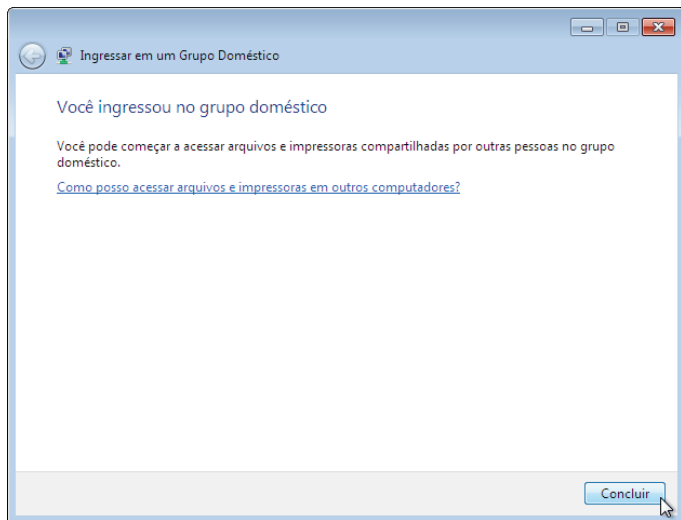 Ingressar em um Grupo Doméstico
Você ingressou no grupo doméstico
Você pode começar a acessar arquivos e impressoras compartilhadas por outras pessoas no grupo
doméstico.
Como posso acessar arquivos e impressoras em outros computadores?
Concluir